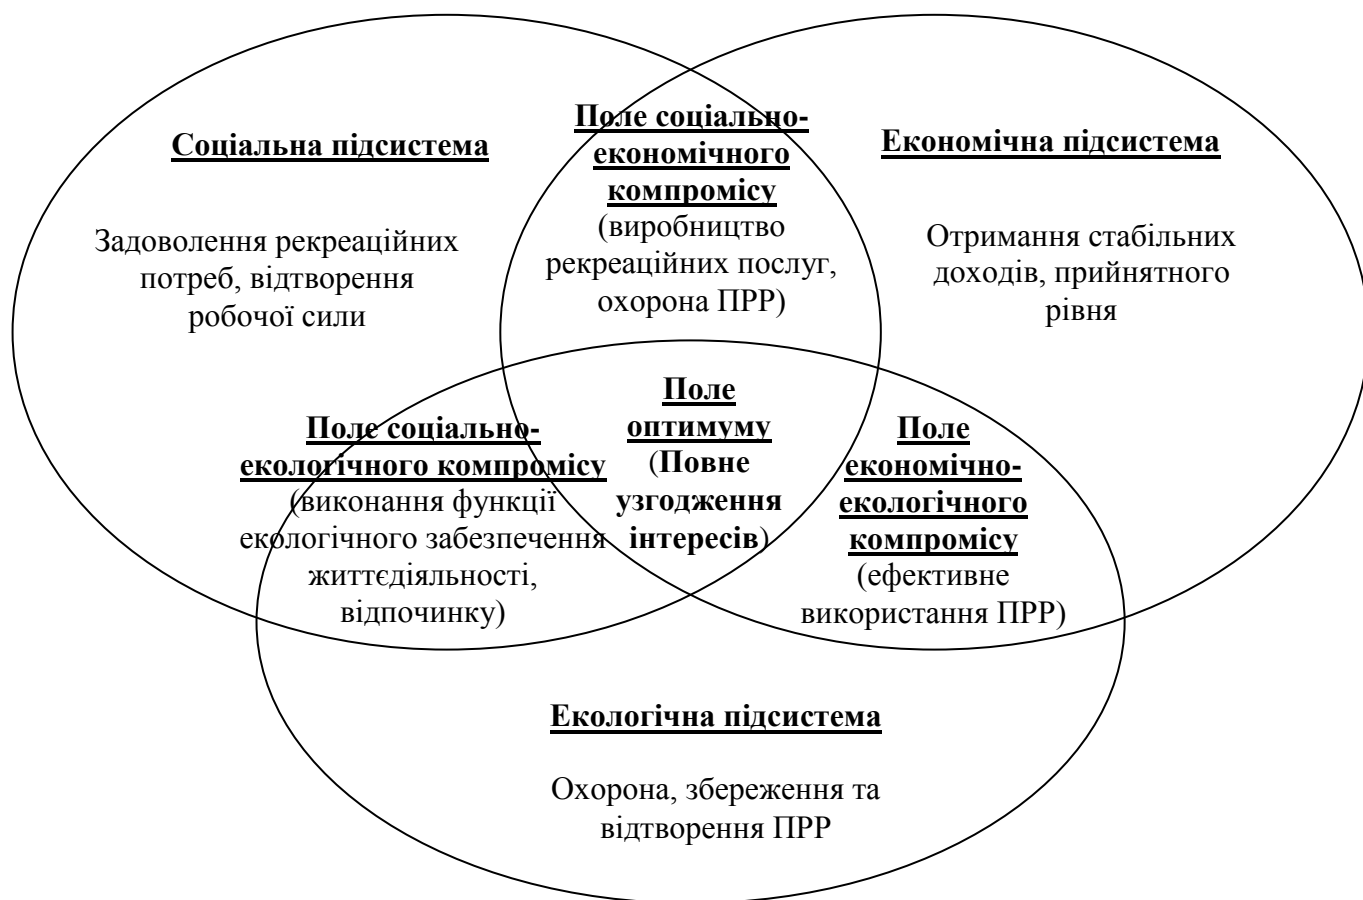 Соціальна підсистема
Задоволення рекреаційних
потреб, відтворення
робочої сили
Поле соціально-
економічного
компромісу
(виробництво
рекреаційних послуг,
охорона ПРР)
Економічна підсистема
Отримання стабільних
доходів, прийнятного
рівня
Поле соціально-
екологічного компромісу
(виконання функції
екологічного забезпечення
життєдіяльності,
відпочинку)
Поле
оптимуму
(Повне
узгодження
інтересів)
Поле
економічно-
екологічного
компромісу
(ефективне
використання ПРР)
Екологічна підсистема
Охорона, збереження та
відтворення ПРР